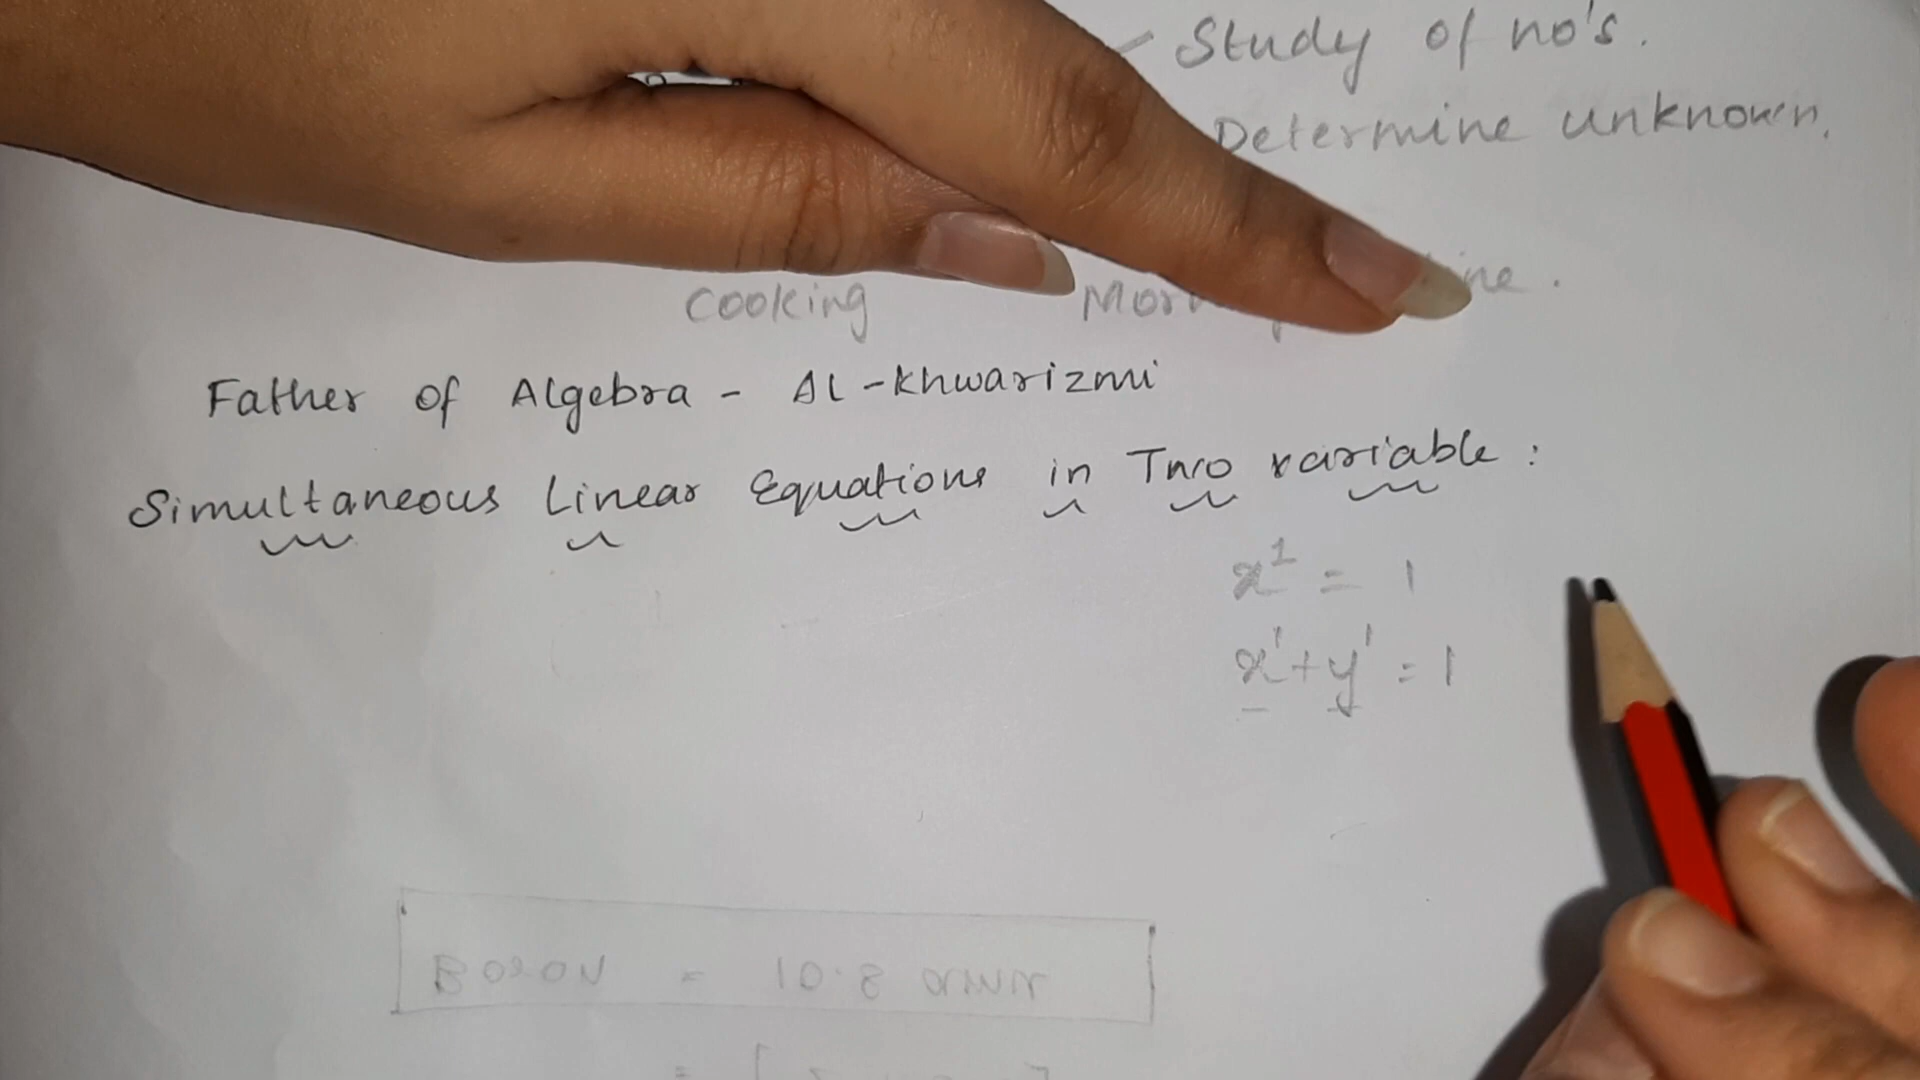 Study of no's.
Determine unknown.
Cooking
Father of Algebra - Al-Khwarizmi
Simultaneous Linear Equations in Two variable :
x¹ = 1
x¹+y¹ = 1